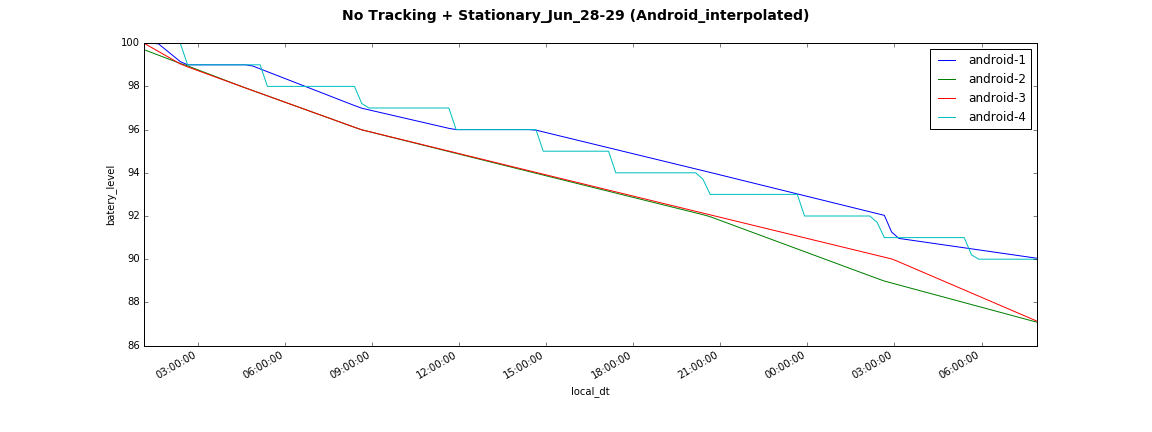 No Tracking + Stationary_Jun_28-29 (Android_interpolated)
100
98
96
94
92
90
88
86
batery_level
android-1
android-2
android-3
android-4
03:00:00
06:00:00
09:00:00
12:00:00
15:00:00
18:00:00
21:00:00
00:00:00
03:00:00
06:00:00
local_dt